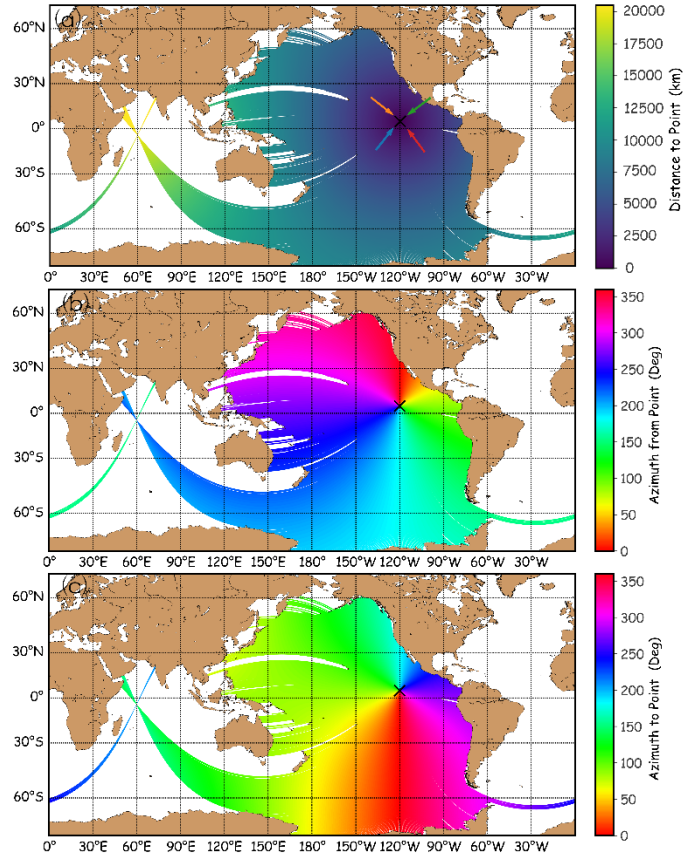 (a)
60°N
30°N
0°
30°S
60°S
0° 30°E 60°E 90°E 120°E 150°E 180° 150°W 120°W 90°W 60°W 30°W
20000
17500
15000
12500
10000
7500
5000
2500
0
Distance to Point (km)
(b)
60°N
30°N
0°
30°S
60°S
0° 30°E 60°E 90°E 120°E 150°E 180° 150°W 120°W 90°W 60°W 30°W
350
300
250
200
150
100
50
0
Azimuth from Point (Deg)
(c)
60°N
30°N
0°
30°S
60°S
0° 30°E 60°E 90°E 120°E 150°E 180° 150°W 120°W 90°W 60°W 30°W
350
300
250
200
150
100
50
0
Azimuth to Point (Deg)